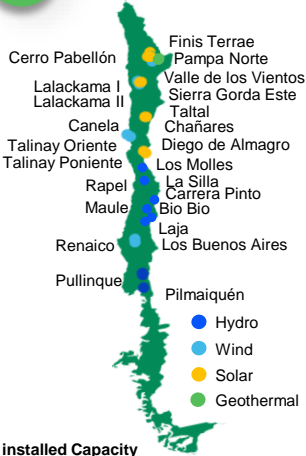 Finis Terrae
Cerro Pabellón
Pampa Norte
Valle de los Vientos
Lalackama I
Sierra Gorda Este
Lalackama II
Taltal
Canela
Chañares
Talinay Oriente
Diego de Almagro
Talinay Poniente
Los Molles
Rapel
La Silla
Carrera Pinto
Maule
Bio Bio
Laja
Renaico
Los Buenos Aires
Pullinque
Pilmaiquén
Hydro
Wind
Solar
Geothermal
installed Capacity